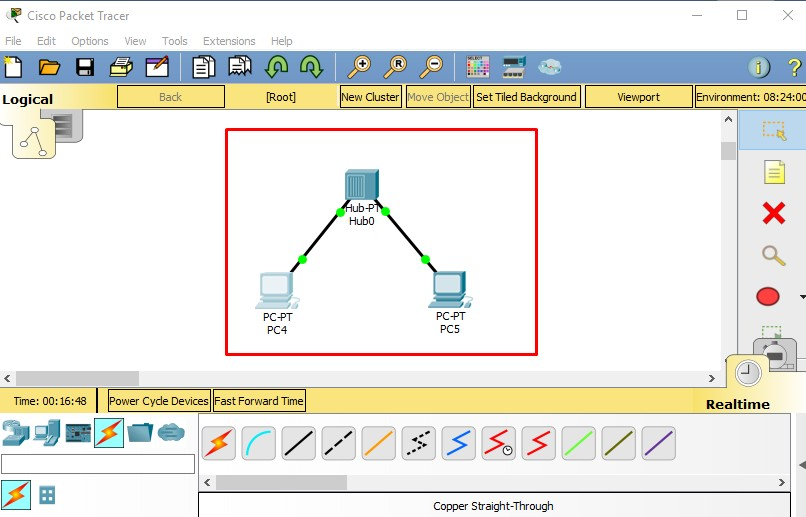 Cisco Packet Tracer
File Edit Options View Tools Extensions Help
Logical Back [Root] New Cluster Move Object Set Tiled Background Viewport Environment: 08:24:00
Hub-PT
Hub0
PC-PT
PC4
PC-PT
PC5
Time: 00:16:48 Power Cycle Devices Fast Forward Time
Realtime
Copper Straight-Through